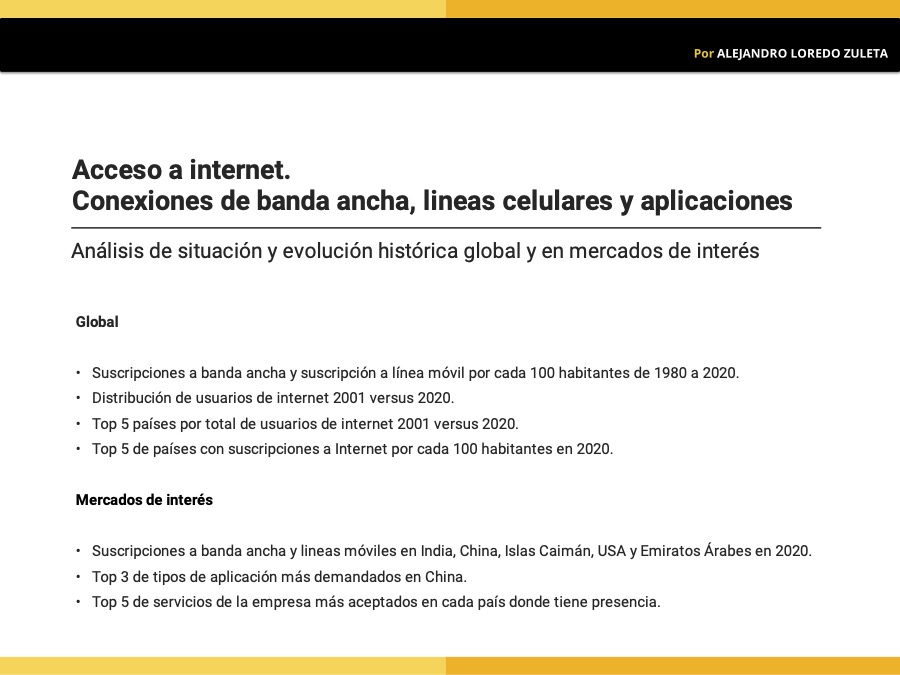 Por ALEJANDRO LOREDO ZULETA
Acceso a internet.
Conexiones de banda ancha, lineas celulares y aplicaciones
Análisis de situación y evolución histórica global y en mercados de interés
Global
• Suscripciones a banda ancha y suscripción a línea móvil por cada 100 habitantes de 1980 a 2020.
• Distribución de usuarios de internet 2001 versus 2020.
• Top 5 países por total de usuarios de internet 2001 versus 2020.
• Top 5 de países con suscripciones a Internet por cada 100 habitantes en 2020.
Mercados de interés
• Suscripciones a banda ancha y lineas móviles en India, China, Islas Caimán, USA y Emiratos Árabes en 2020.
• Top 3 de tipos de aplicación más demandados en China.
• Top 5 de servicios de la empresa más aceptados en cada país donde tiene presencia.